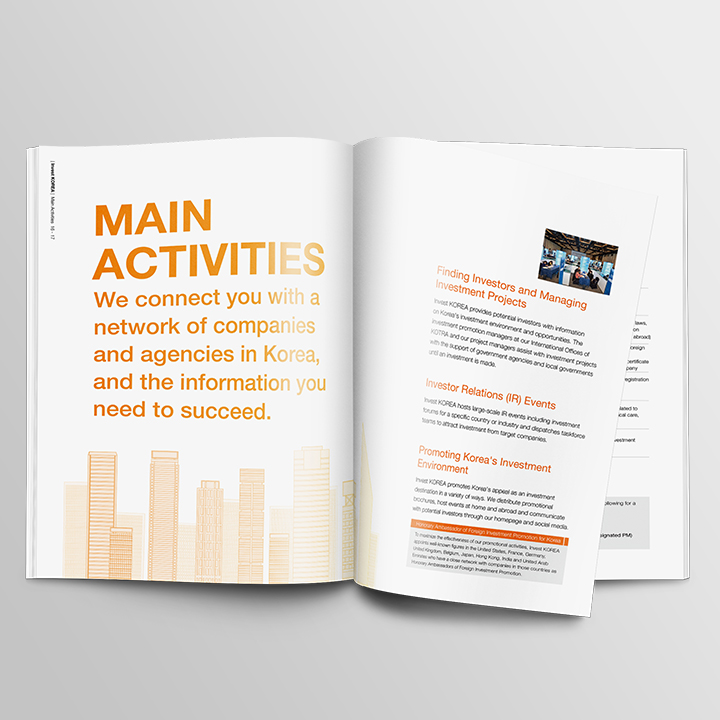 Invest KOREA | Main Activities 16 - 17
MAIN
ACTIVITIES
We connect you with a
network of companies
and agencies in Korea,
and the information you
need to succeed.
Finding Investors and Managing
Investment Projects
Invest KOREA provides potential investors with information
on Korea's investment environment and opportunities. The
investment promotion managers at our International Offices of
KOTRA and our project managers assist with investment projects
with the support of government agencies and local governments
until an investment is made.
Investor Relations (IR) Events
Invest KOREA hosts large-scale IR events including investment
forums for a specific country or industry and dispatches taskforce
teams to attract investment from target companies.
Promoting Korea's Investment
Environment
Invest KOREA promotes Korea's appeal as an investment
destination in a variety of ways. We distribute promotional
brochures, host events at home and abroad and communicate
with potential investors through our homepage and social media.
Honorary Ambassador of Foreign Investment Promotion for Korea
To maximize the effectiveness of our promotional activities, Invest KOREA
appoints well-known figures in the United States, France, Germany,
United Kingdom, Belgium, Japan, Hong Kong, India and United Arab
Emirates who have a close network with companies in those countries as
Honorary Ambassadors of Foreign Investment Promotion.
laws,
on.
abroad)
oreign
certificate
pany
registration
lated to
ical care,
vestment
ollowing for a
signated PM)